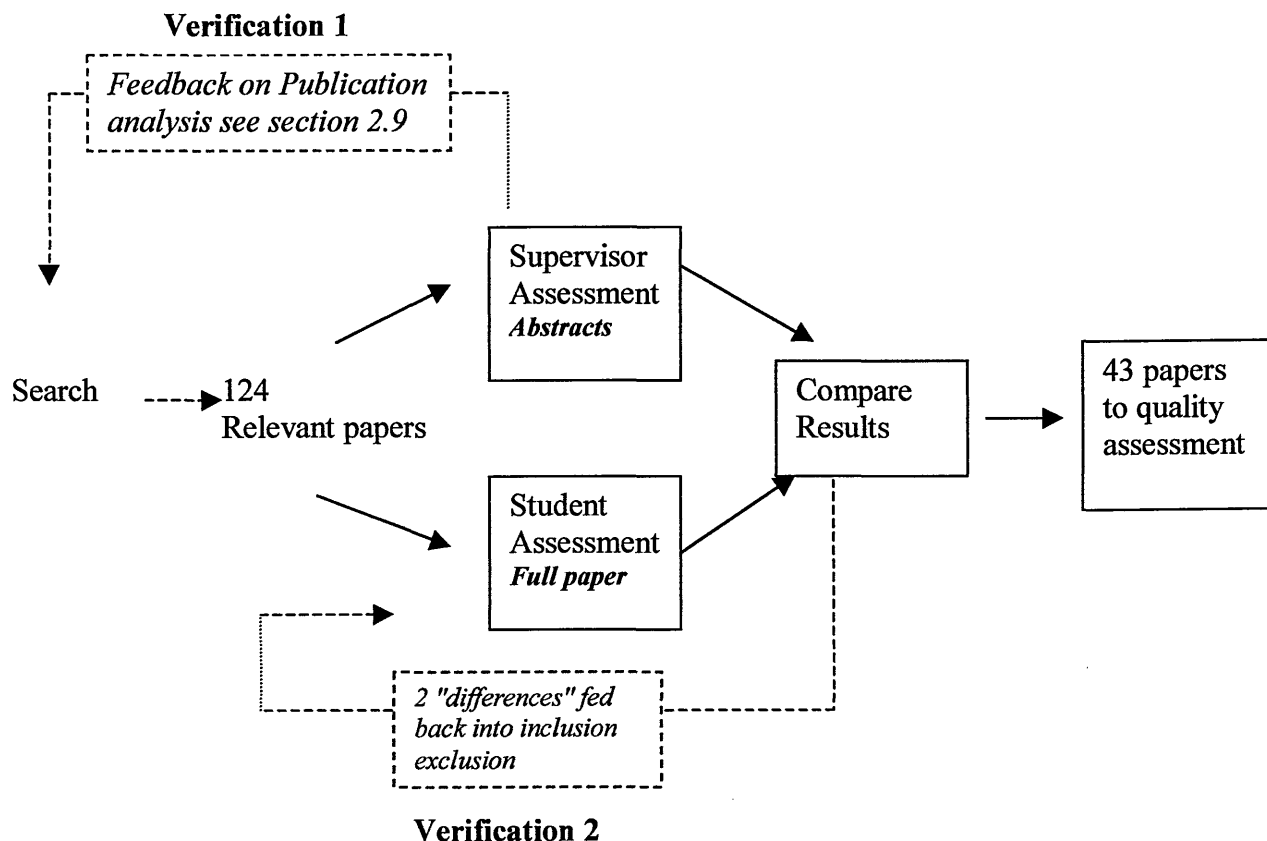 Verification 1
Feedback on Publication
analysis see section 2.9
Supervisor
Assessment
Abstracts
Search
124
Relevant papers
Compare
Results
43 papers
to quality
assessment
Student
Assessment
Full paper
2 "differences" fed
back into inclusion
exclusion
Verification 2